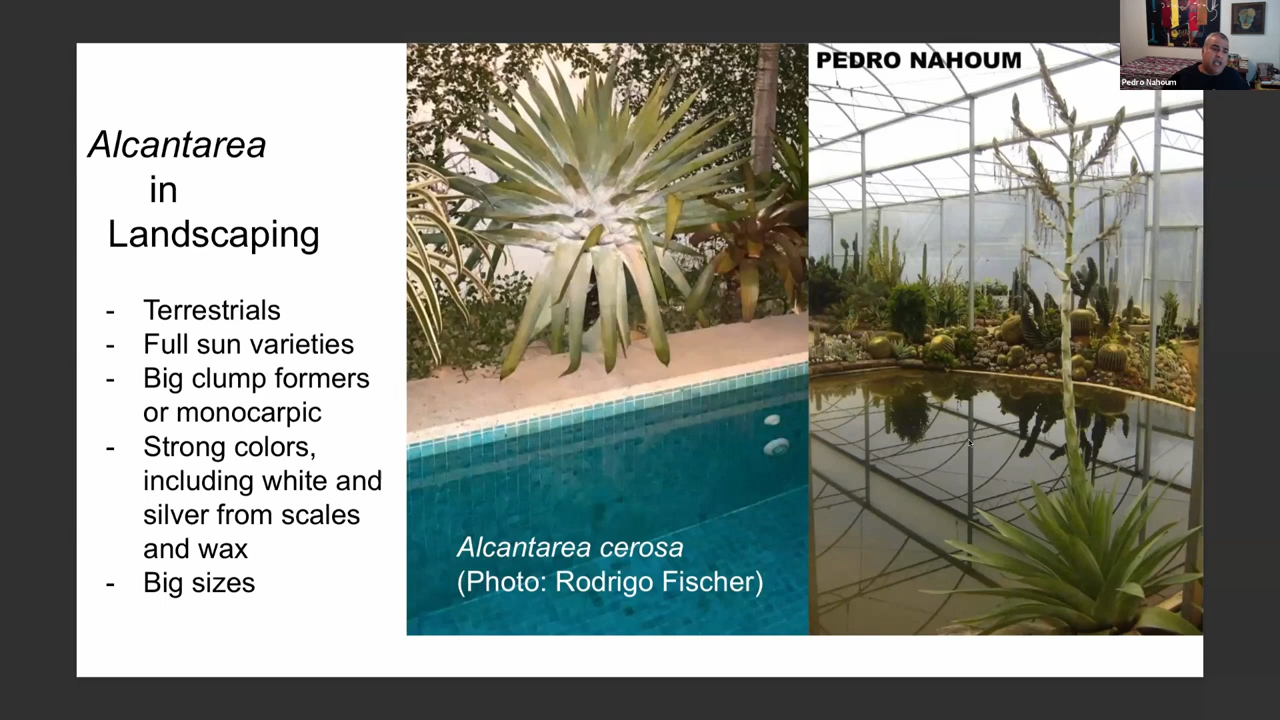 Alcantarea
in
Landscaping
- Terrestrials
- Full sun varieties
- Big clump formers
or monocarpic
- Strong colors,
including white and
silver from scales
and wax
- Big sizes
Alcantarea cerosa
(Photo: Rodrigo Fischer)
PEDRO NAHOUM
Pedro Nahoum